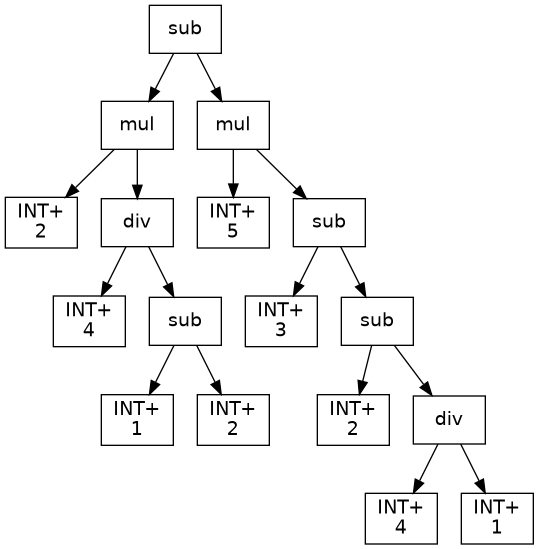 sub
mul
mul
INT+
2
div
INT+
5
sub
INT+
4
sub
INT+
3
sub
INT+
1
INT+
2
INT+
2
div
INT+
4
INT+
1